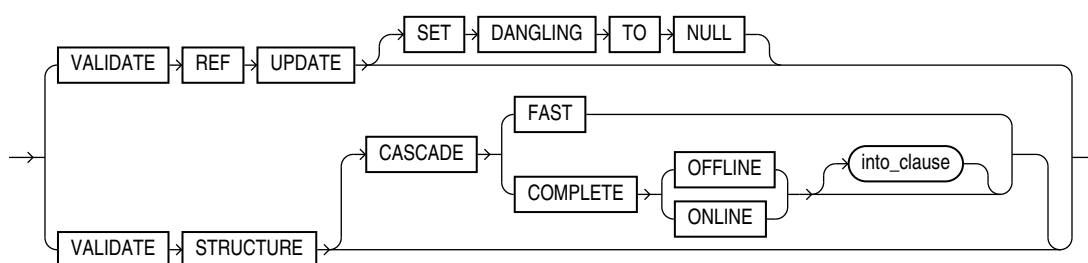 SET DANGLING TO NULL
VALIDATE REF UPDATE
FAST
CASCADE
OFFLINE
into_clause
COMPLETE
ONLINE
VALIDATE STRUCTURE